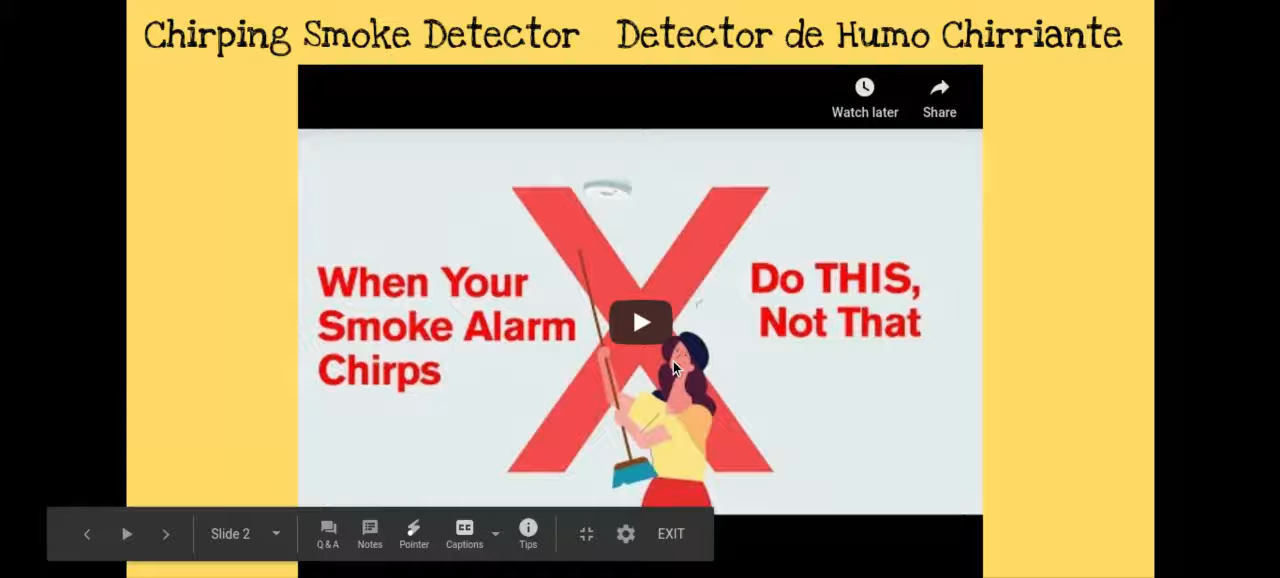 Chirping Smoke Detector Detector de Humo Chirriante
Watch later Share
When Your
Smoke Alarm
Chirps
Do THIS,
Not That
Slide 2
Q & A Notes Pointer Captions Tips
EXIT
CC